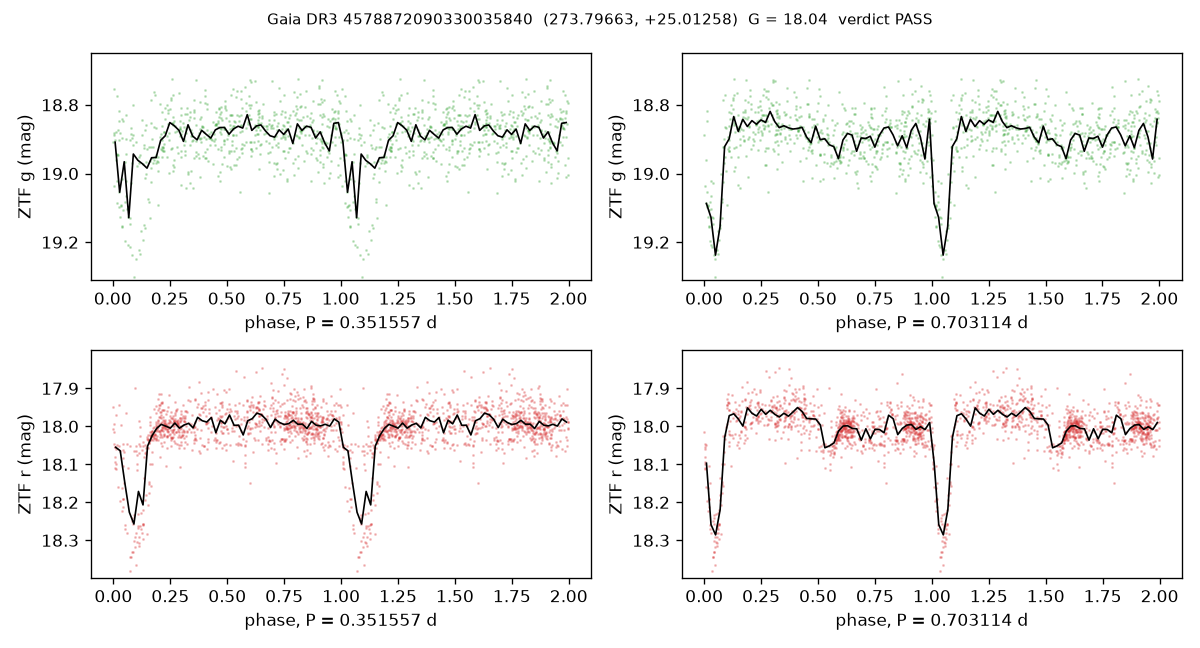 Gaia DR3 4578872090330035840  (273.79663, +25.01258)  G = 18.04  verdict PASS
ZTF g (mag)
18.8
19.0
19.2
0.00 0.25 0.50 0.75 1.00 1.25 1.50 1.75 2.00
phase, P = 0.351557 d
ZTF g (mag)
18.8
19.0
19.2
0.00 0.25 0.50 0.75 1.00 1.25 1.50 1.75 2.00
phase, P = 0.703114 d
ZTF r (mag)
17.9
18.0
18.1
18.2
18.3
0.00 0.25 0.50 0.75 1.00 1.25 1.50 1.75 2.00
phase, P = 0.351557 d
ZTF r (mag)
17.9
18.0
18.1
18.2
18.3
0.00 0.25 0.50 0.75 1.00 1.25 1.50 1.75 2.00
phase, P = 0.703114 d